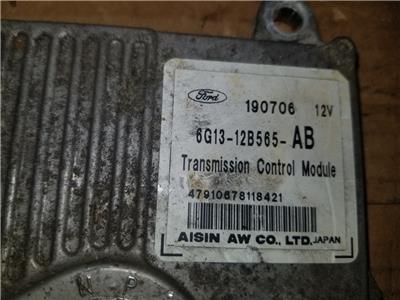 Ford 190706 12V
6G13-12B565-AB
Transmission Control Module
47910678118421
AISIN AW CO., LTD. JAPAN
N P